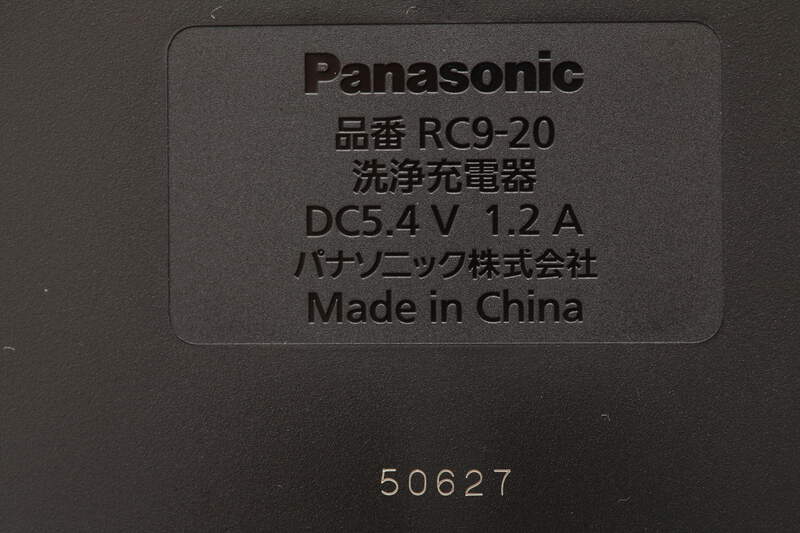 Panasonic
品番 RC9-20
洗浄充電器
DC5.4 V 1.2 A
パナソニック株式会社
Made in China
50627